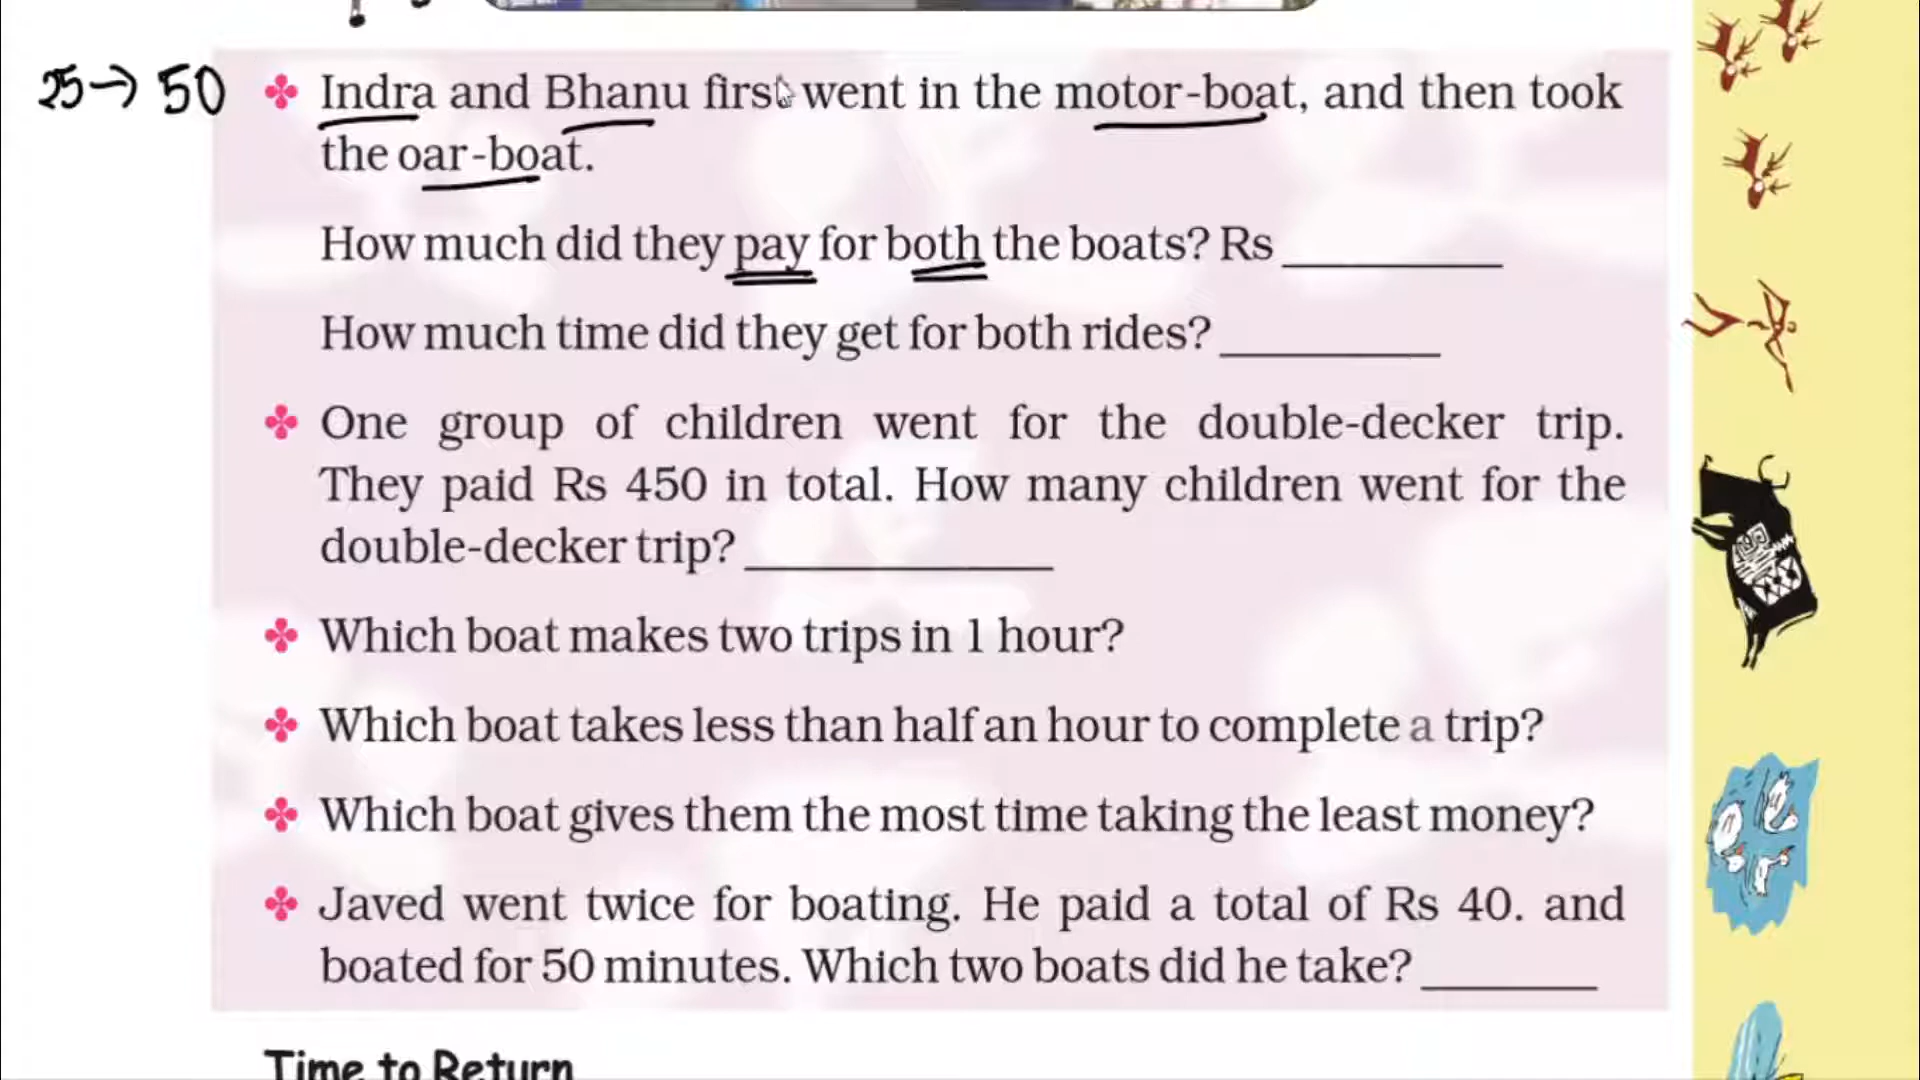 25→ 50
Indra and Bhanu first went in the motor-boat, and then took
the oar-boat.
How much did they pay for both the boats? Rs
How much time did they get for both rides?
One group of children went for the double-decker trip.
They paid Rs 450 in total. How many children went for the
double-decker trip?
Which boat makes two trips in 1 hour?
Which boat takes less than half an hour to complete a trip?
Which boat gives them the most time taking the least money?
Javed went twice for boating. He paid a total of Rs 40. and
boated for 50 minutes. Which two boats did he take?
Time to Return